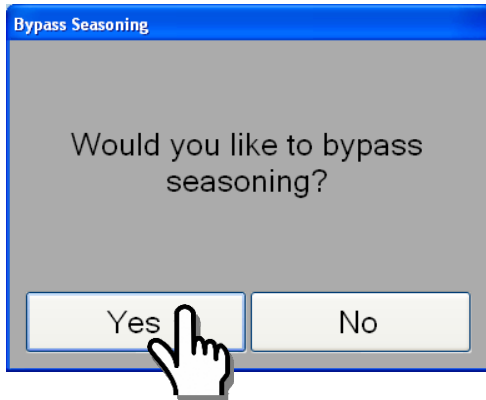 Bypass Seasoning
Would you like to bypass
seasoning?
Yes
No